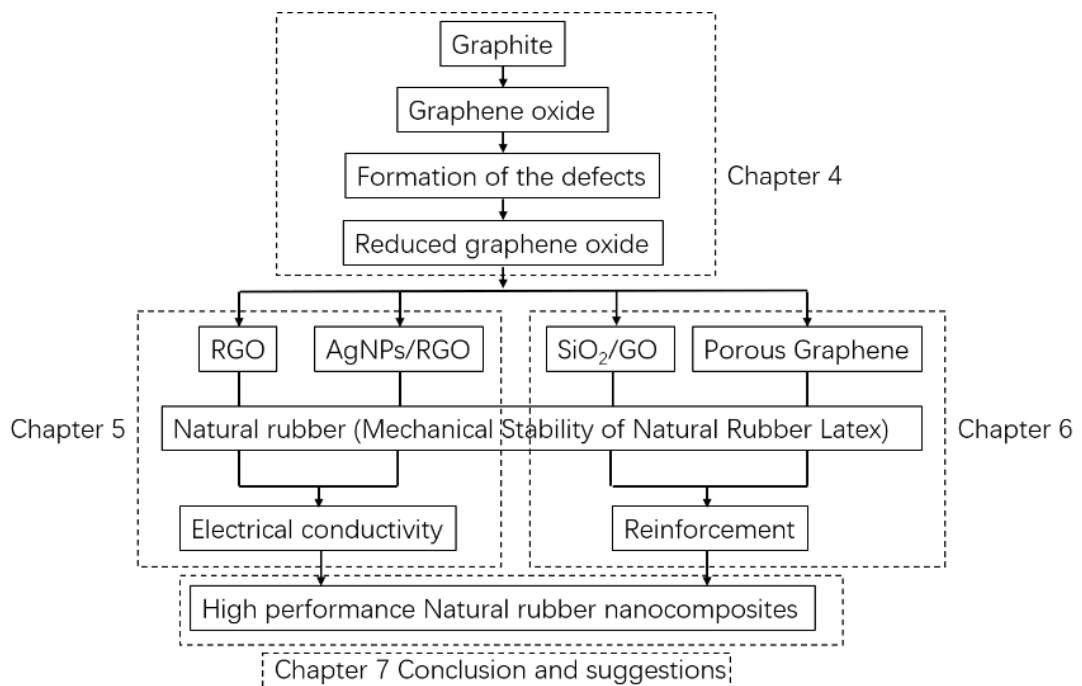 Graphite
Graphene oxide
Formation of the defects
Chapter 4
Reduced graphene oxide
RGO
AgNPs/RGO
SiO₂/GO
Porous Graphene
Chapter 5
Natural rubber (Mechanical Stability of Natural Rubber Latex)
Chapter 6
Electrical conductivity
Reinforcement
High performance Natural rubber nanocomposites
Chapter 7 Conclusion and suggestions